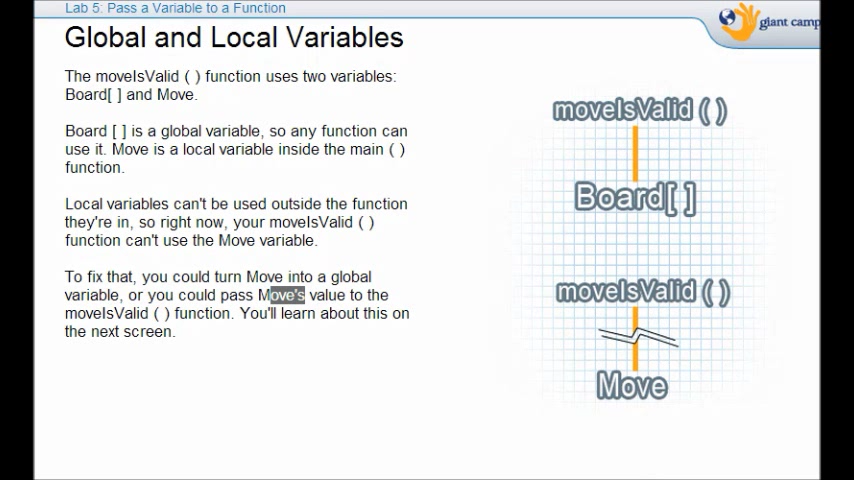 Lab 5: Pass a Variable to a Function
giant camp
Global and Local Variables
The moveIsValid ( ) function uses two variables:
Board[ ] and Move.
Board [ ] is a global variable, so any function can
use it. Move is a local variable inside the main ( )
function.
Local variables can't be used outside the function
they're in, so right now, your moveIsValid ( )
function can't use the Move variable.
To fix that, you could turn Move into a global
variable, or you could pass Move's value to the
moveIsValid ( ) function. You'll learn about this on
the next screen.
moveIsValid ( )
Board[ ]
moveIsValid ( )
Move